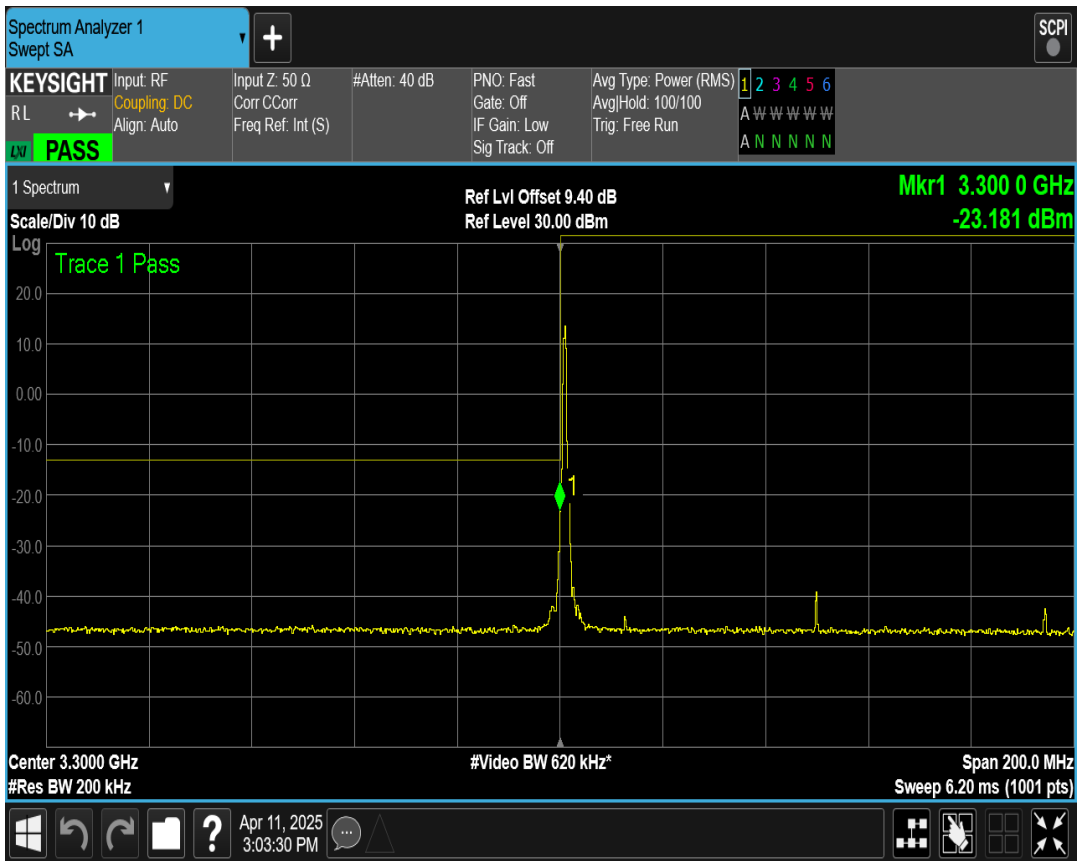 Spectrum Analyzer 1
Swept SA
+
SCPI
KEYSIGHT
RL
LXI PASS
Input: RF
Coupling: DC
Align: Auto
Input Z: 50 Ω
Corr CCorr
Freq Ref: Int (S)
#Atten: 40 dB
PNO: Fast
Gate: Off
IF Gain: Low
Sig Track: Off
Avg Type: Power (RMS)
Avg|Hold: 100/100
Trig: Free Run
1 2 3 4 5 6
A W W W W W
A N N N N N
1 Spectrum
Scale/Div 10 dB
Ref Lvl Offset 9.40 dB
Ref Level 30.00 dBm
Mkr1 3.300 0 GHz
-23.181 dBm
Log
Trace 1 Pass
20.0
10.0
0.00
-10.0
-20.0
-30.0
-40.0
-50.0
-60.0
1
Center 3.3000 GHz
#Res BW 200 kHz
#Video BW 620 kHz*
Span 200.0 MHz
Sweep 6.20 ms (1001 pts)
?
Apr 11, 2025
3:03:30 PM